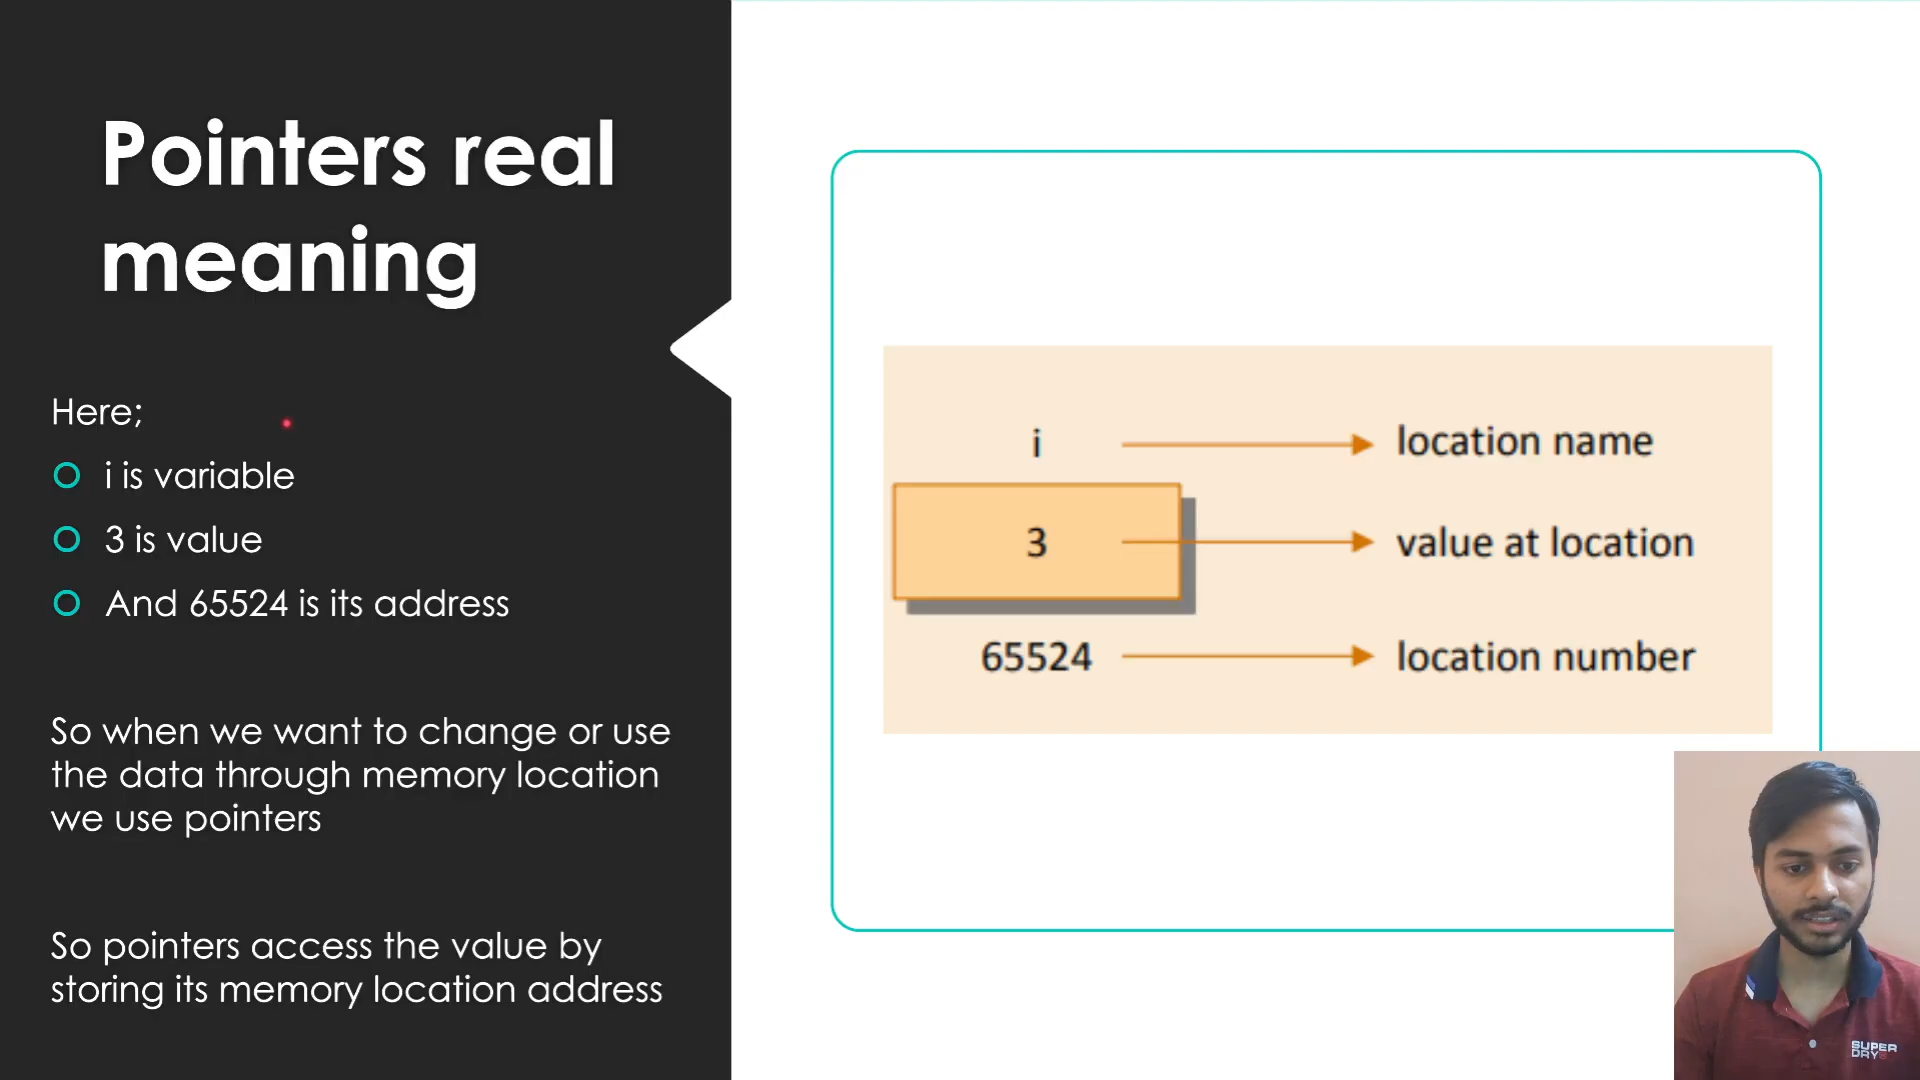 Pointers real
meaning
Here;
i is variable
3 is value
And 65524 is its address
So when we want to change or use
the data through memory location
we use pointers
So pointers access the value by
storing its memory location address
i
location name
3
value at location
65524
location number
SUPER
DRY